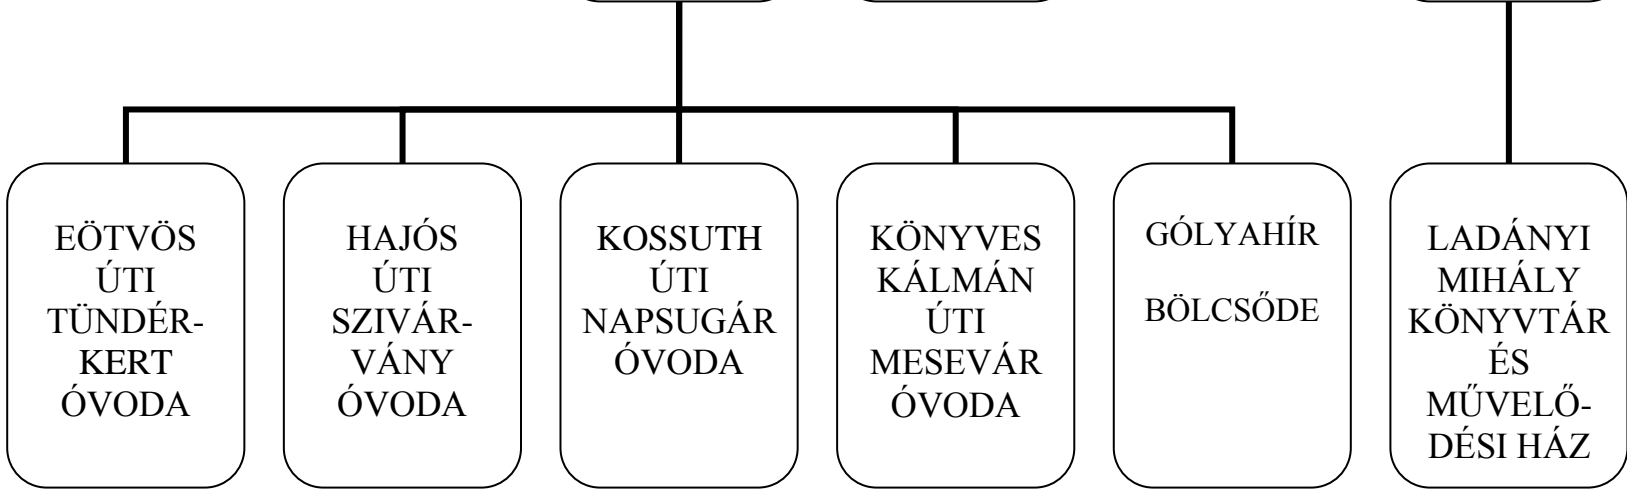 EÖTVÖS
ÚTI
TÜNDÉR-
KERT
ÓVODA
HAJÓS
ÚTI
SZIVÁR-
VÁNY
ÓVODA
KOSSUTH
ÚTI
NAPSUGÁR
ÓVODA
KÖNYVES
KÁLMÁN
ÚTI
MESEVÁR
ÓVODA
GÓLYAHÍR
BÖLCSŐDE
LADÁNYI
MIHÁLY
KÖNYVTÁR
ÉS
MŰVELŐ-
DÉSI HÁZ